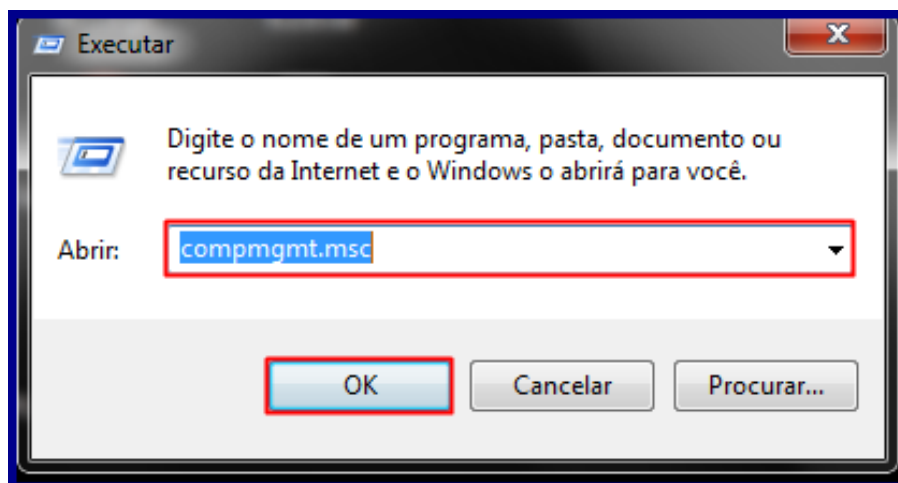 Executar
X
Digite o nome de um programa, pasta, documento ou
recurso da Internet e o Windows o abrirá para você.
Abrir: compmgmt.msc
OK Cancelar Procurar...